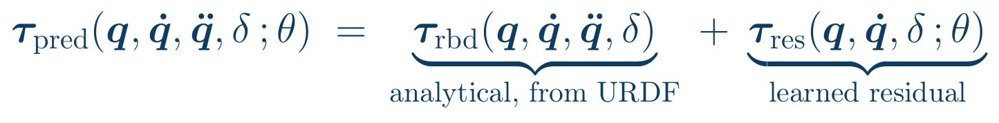 τ_pred(q, q̇, q̈, δ ; θ) = τ_rbd(q, q̇, q̈, δ) + τ_res(q, q̇, δ ; θ)
analytical, from URDF learned residual